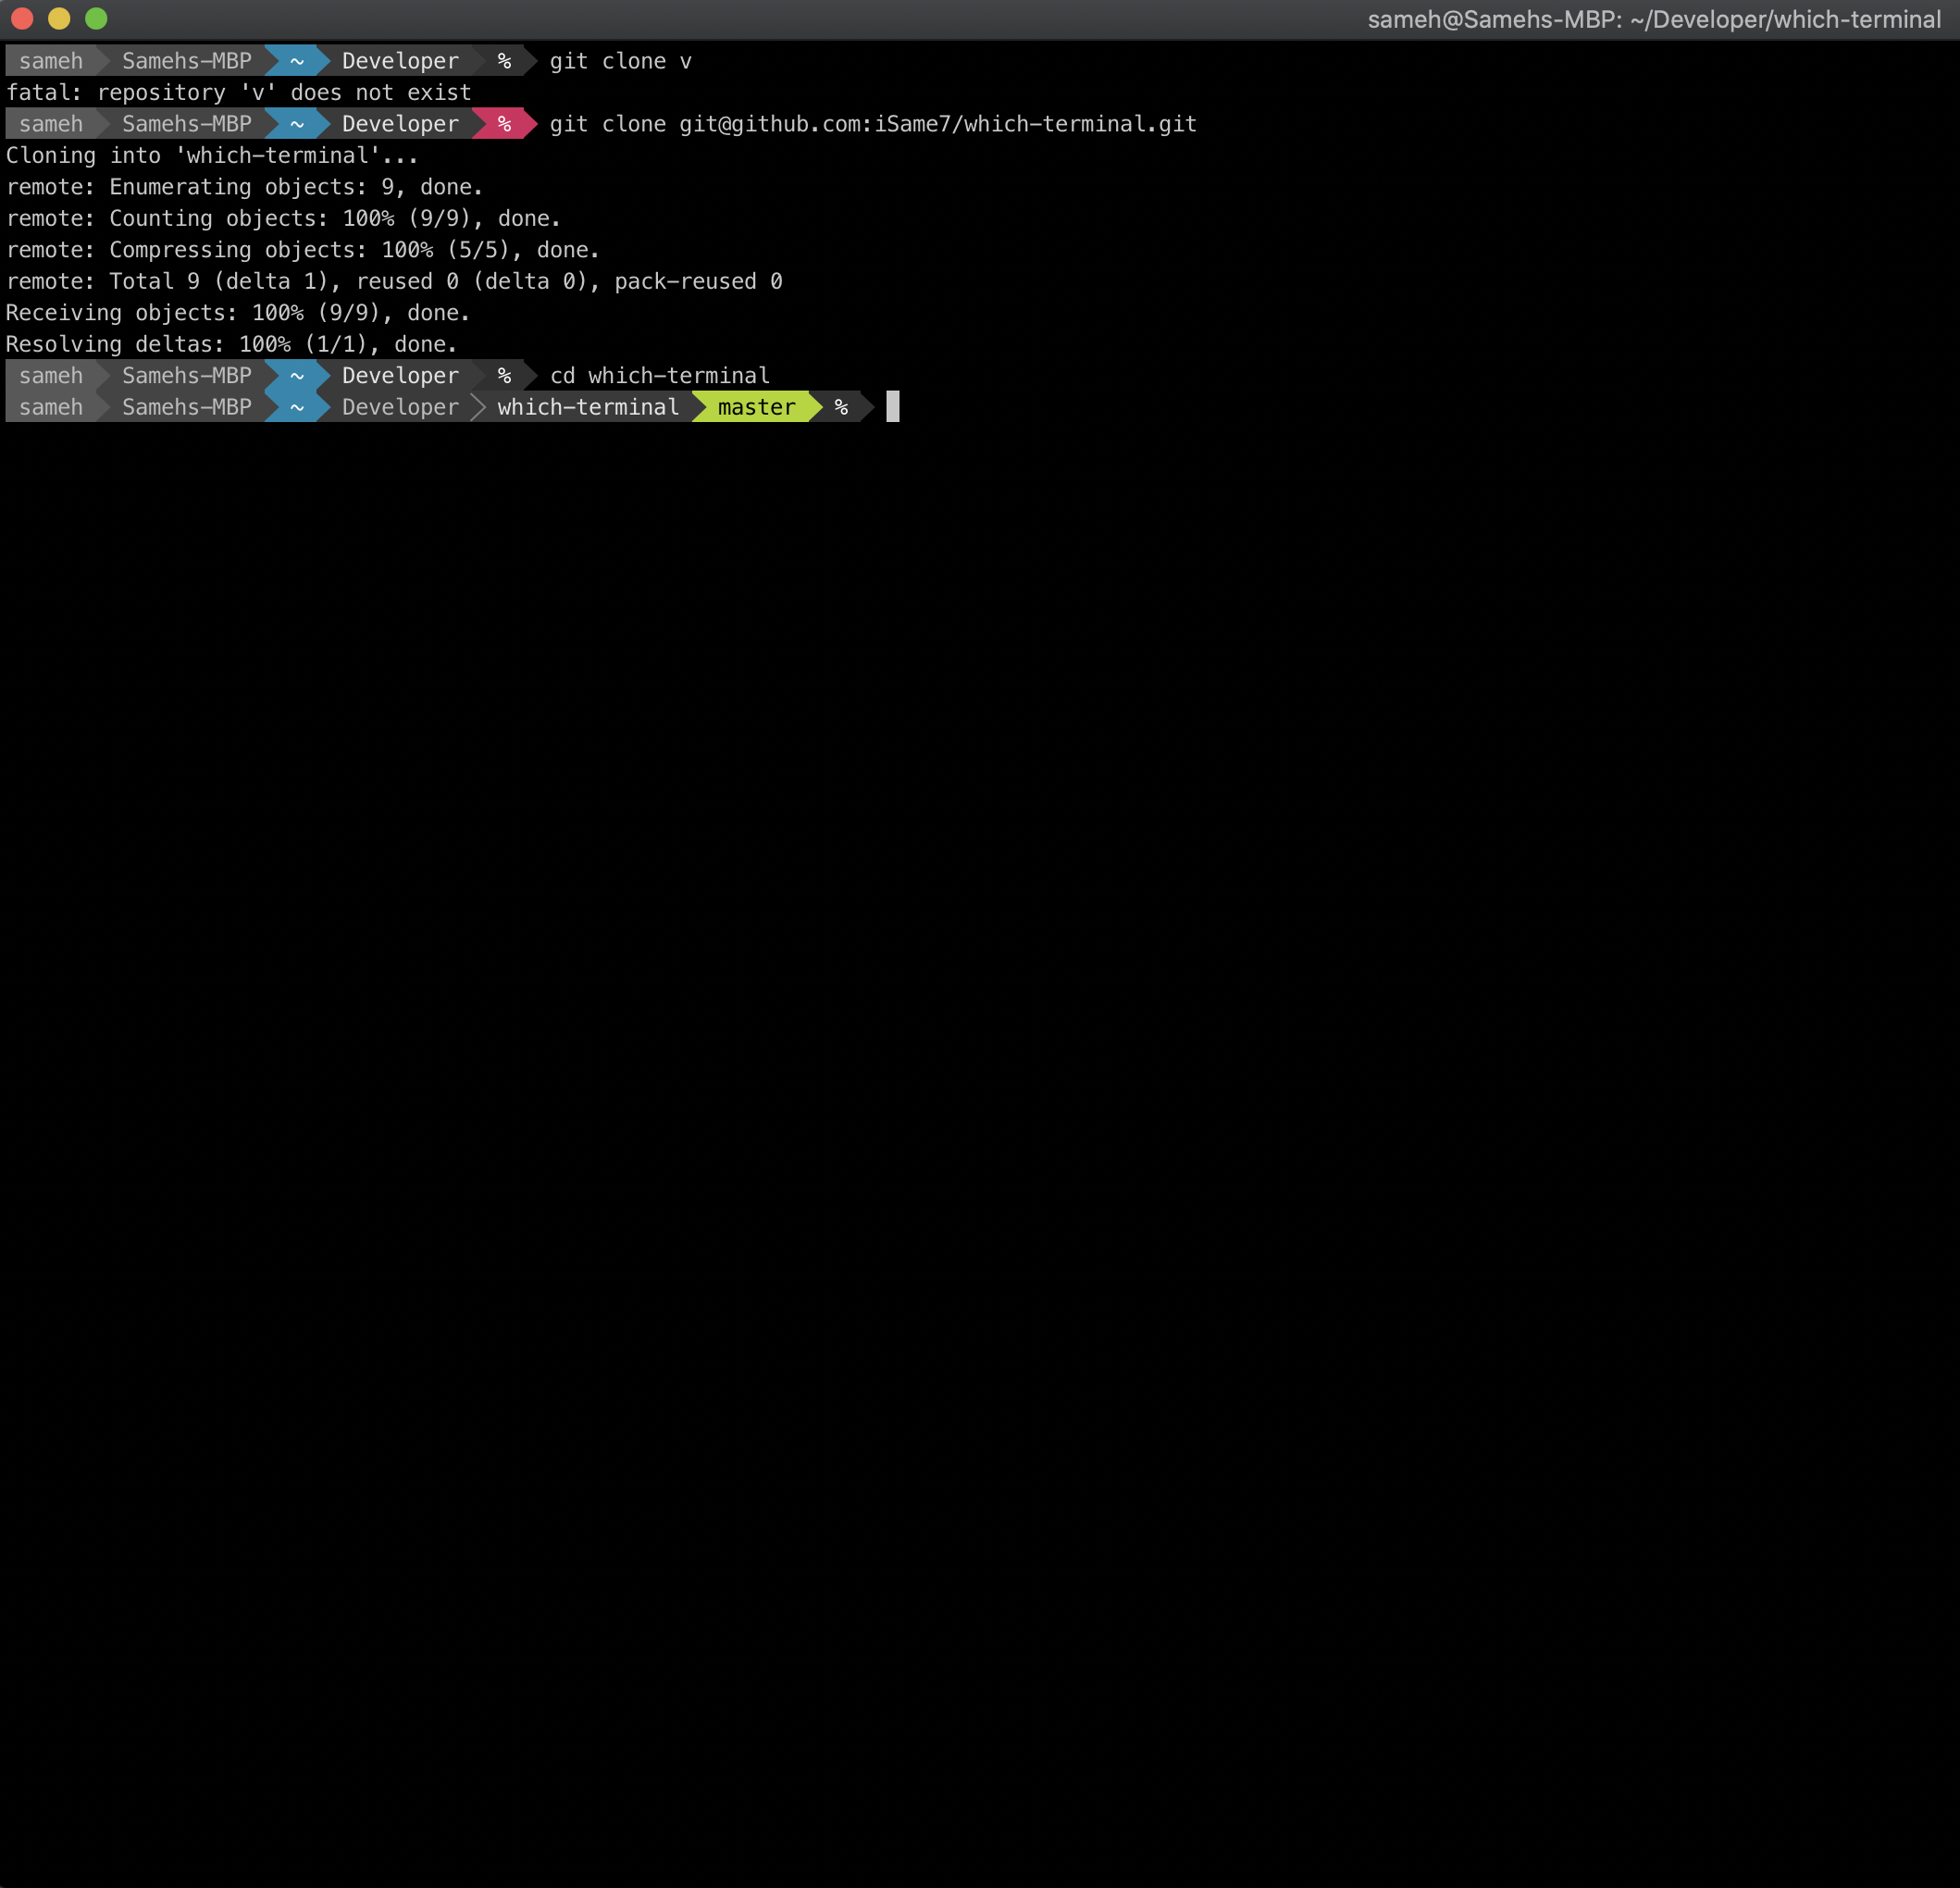 sameh@Samehs-MBP: ~/Developer/which-terminal
sameh Samehs-MBP ~ Developer % git clone v
fatal: repository 'v' does not exist
sameh Samehs-MBP ~ Developer % git clone git@github.com:iSame7/which-terminal.git
Cloning into 'which-terminal'...
remote: Enumerating objects: 9, done.
remote: Counting objects: 100% (9/9), done.
remote: Compressing objects: 100% (5/5), done.
remote: Total 9 (delta 1), reused 0 (delta 0), pack-reused 0
Receiving objects: 100% (9/9), done.
Resolving deltas: 100% (1/1), done.
sameh Samehs-MBP ~ Developer % cd which-terminal
sameh Samehs-MBP ~ Developer which-terminal master %